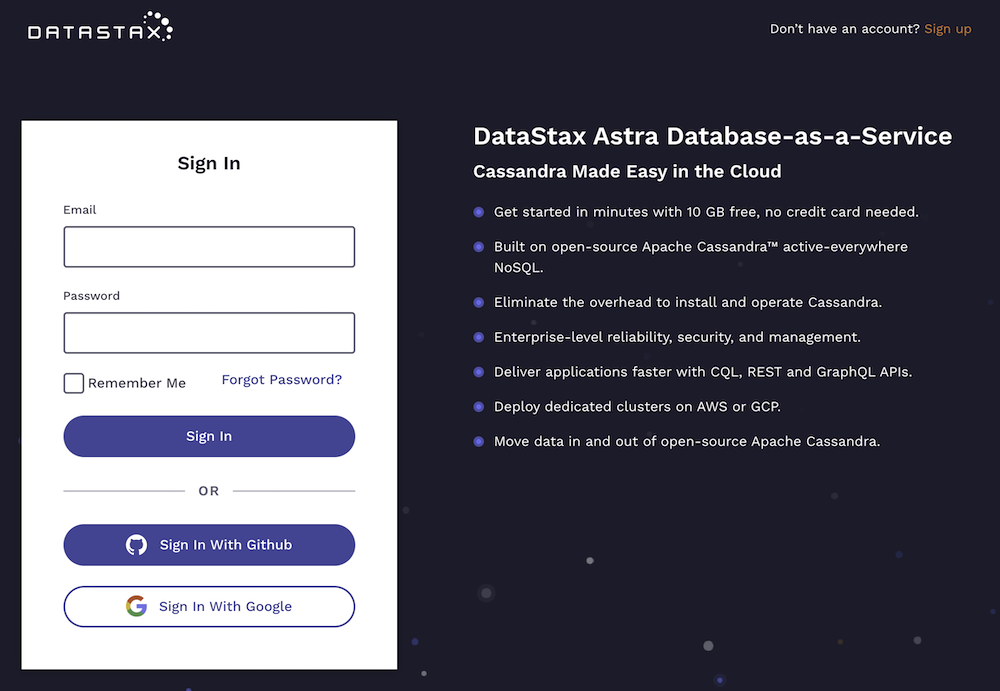 DATASTAX
Don't have an account? Sign up
Sign In
Email
Password
Remember Me
Forgot Password?
Sign In
OR
Sign In With Github
Sign In With Google
DataStax Astra Database-as-a-Service
Cassandra Made Easy in the Cloud
Get started in minutes with 10 GB free, no credit card needed.
Built on open-source Apache Cassandra™ active-everywhere
NoSQL.
Eliminate the overhead to install and operate Cassandra.
Enterprise-level reliability, security, and management.
Deliver applications faster with CQL, REST and GraphQL APIs.
Deploy dedicated clusters on AWS or GCP.
Move data in and out of open-source Apache Cassandra.